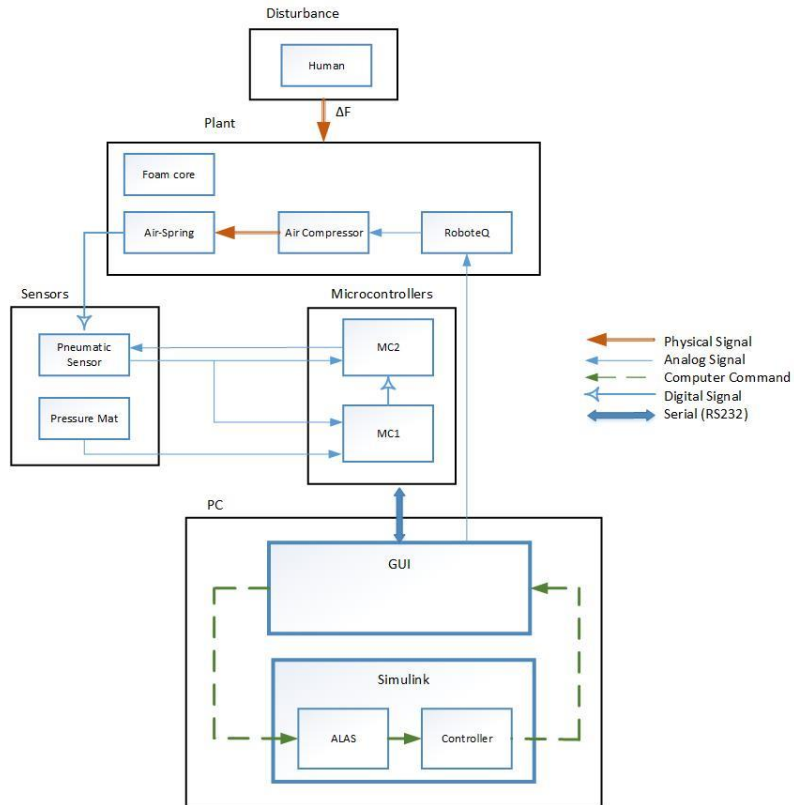 Disturbance
Human
ΔF
Plant
Foam core
Air-Spring
Air Compressor
RoboteQ
Sensors
Microcontrollers
Pneumatic
Sensor
MC2
Pressure Mat
MC1
Physical Signal
Analog Signal
Computer Command
Digital Signal
Serial (RS232)
PC
GUI
Simulink
ALAS
Controller